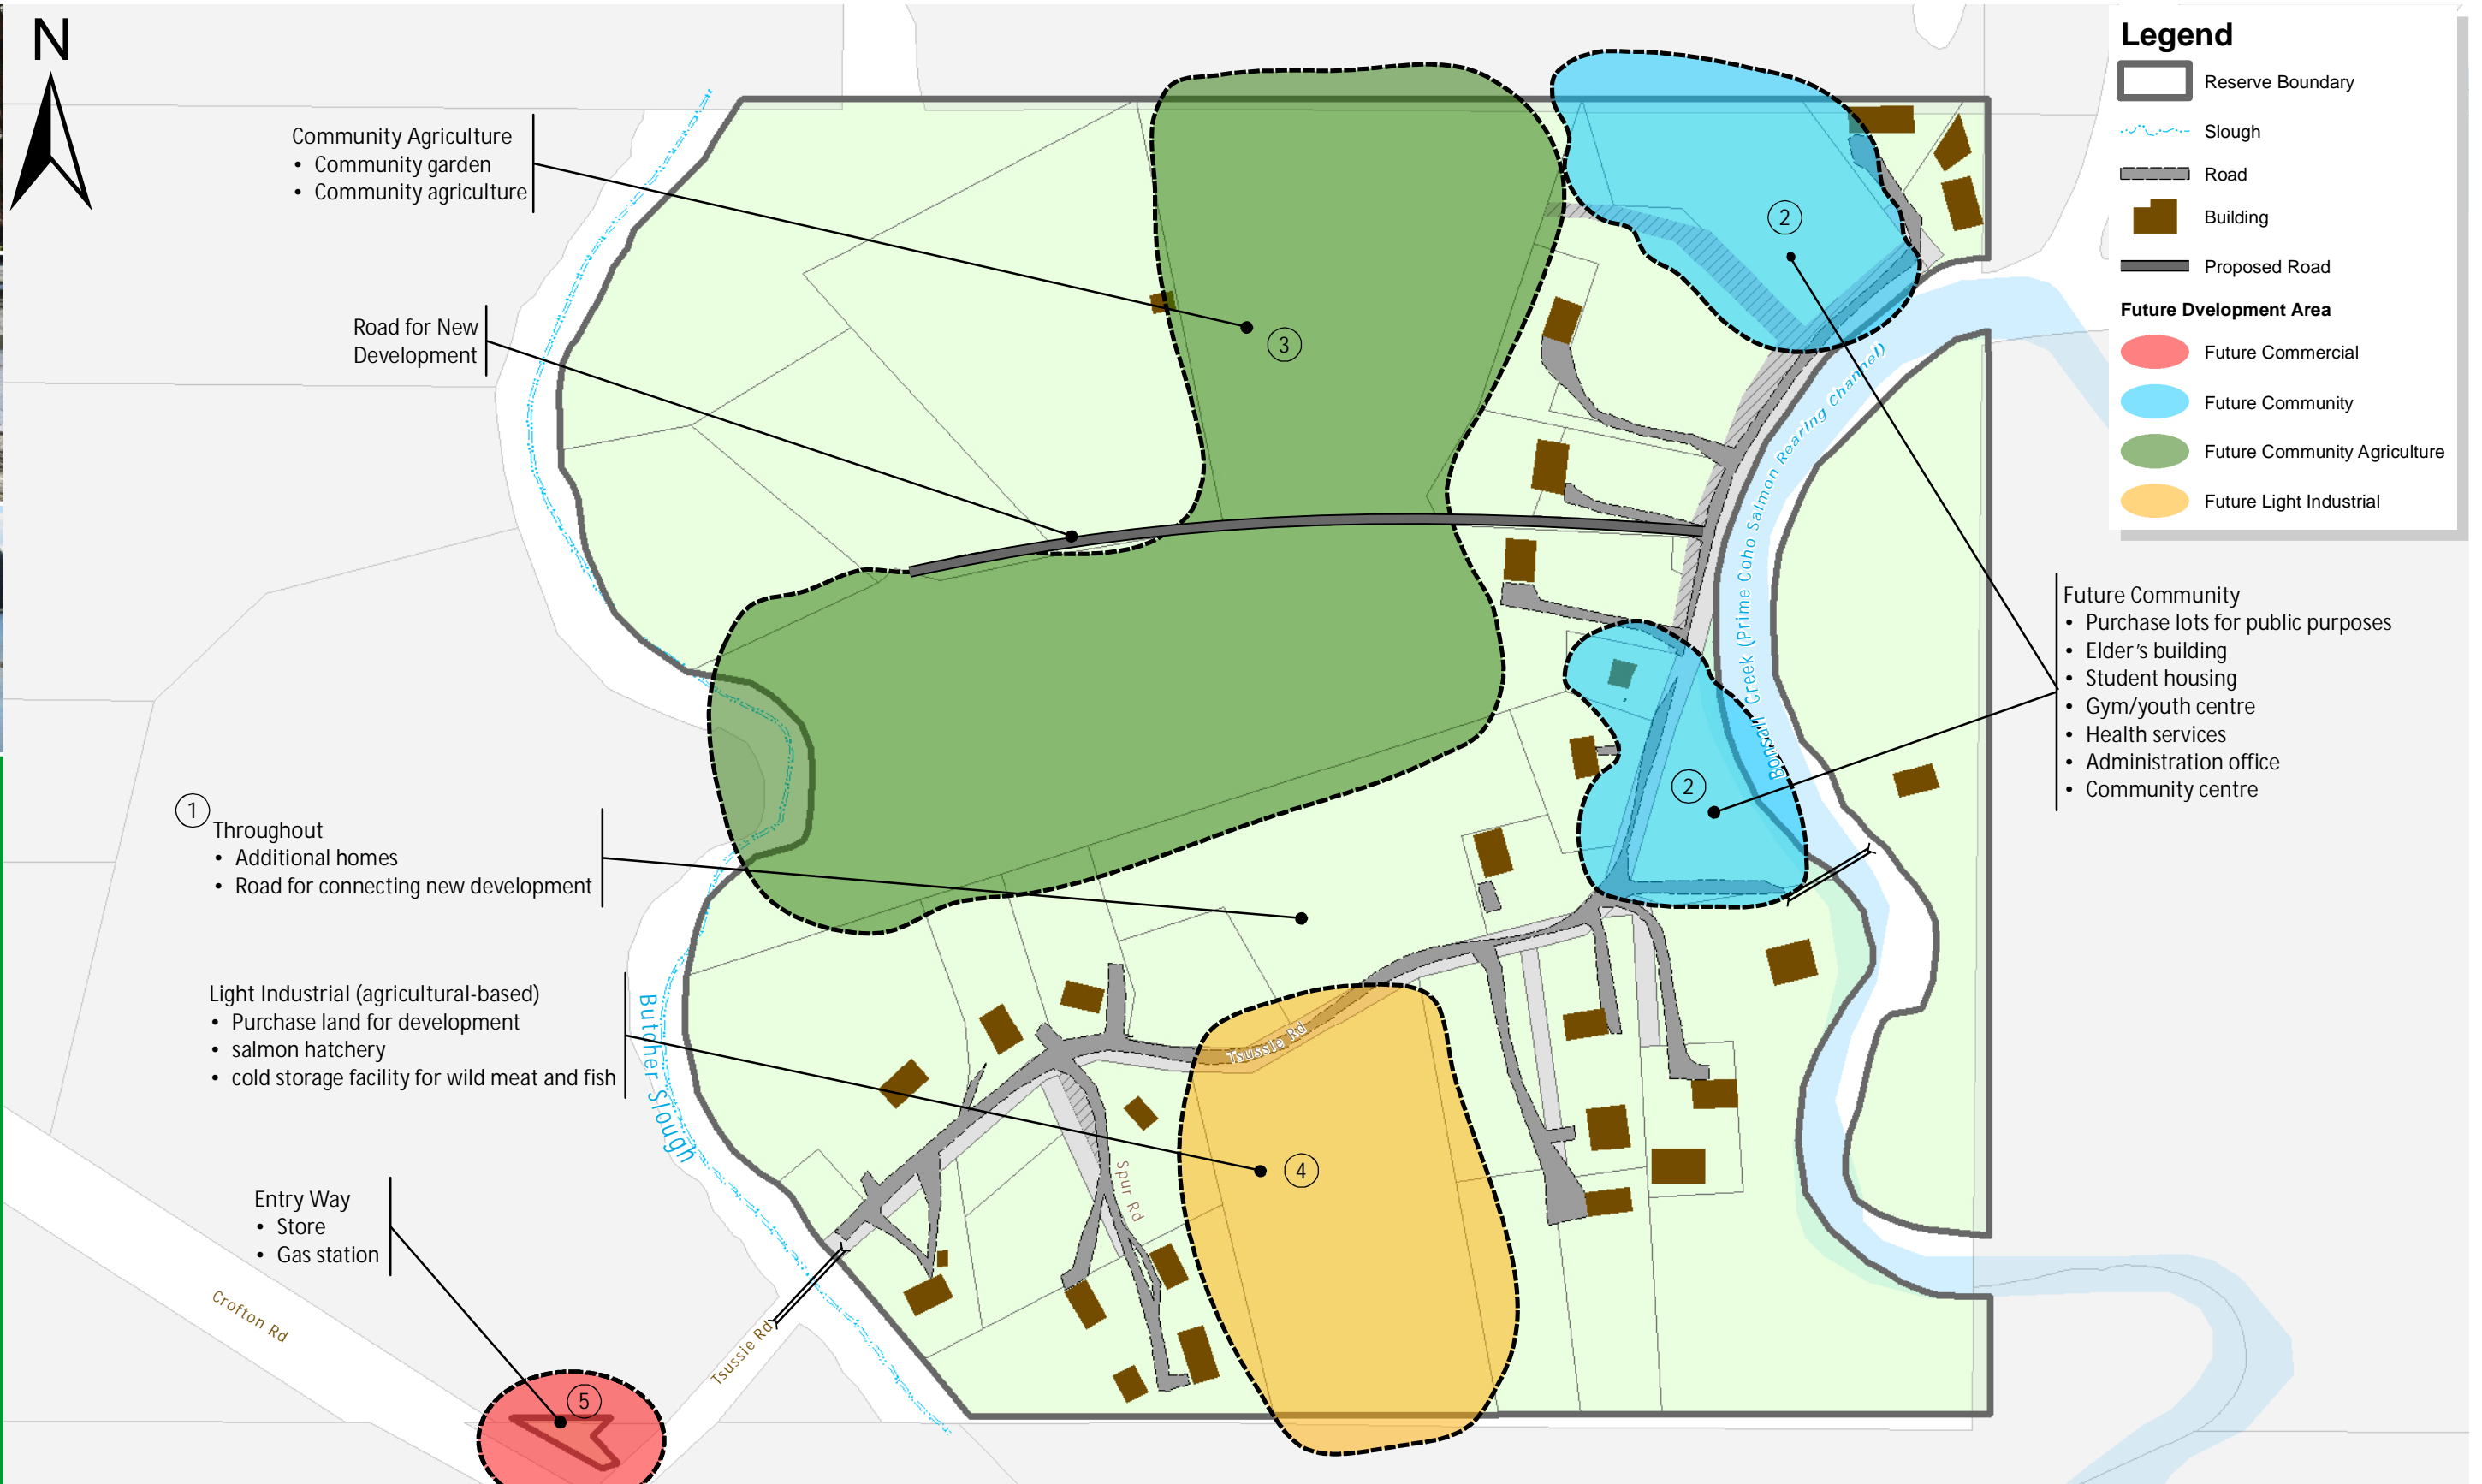 N
Community Agriculture
• Community garden
• Community agriculture
Road for New
Development
1
Throughout
• Additional homes
• Road for connecting new development
Light Industrial (agricultural-based)
• Purchase land for development
• salmon hatchery
• cold storage facility for wild meat and fish
Entry Way
• Store
• Gas station
Crofton Rd
Tsussie Rd
5
Butcher Slough
Spur Rd
Tsussie Rd
4
3
2
2
Bonsall Creek (Prime Coho Salmon Rearing Channel)
Future Community
• Purchase lots for public purposes
• Elder's building
• Student housing
• Gym/youth centre
• Health services
• Administration office
• Community centre
Legend
Reserve Boundary
Slough
Road
Building
Proposed Road
Future Dvelopment Area
Future Commercial
Future Community
Future Community Agriculture
Future Light Industrial